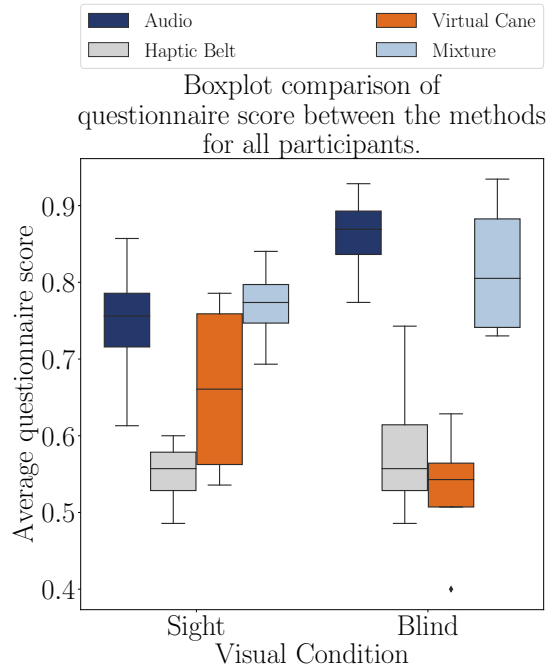 Audio
Haptic Belt
Virtual Cane
Mixture
Boxplot comparison of
questionnaire score between the methods
for all participants.
Average questionnaire score
0.9
0.8
0.7
0.6
0.5
0.4
Sight
Blind
Visual Condition